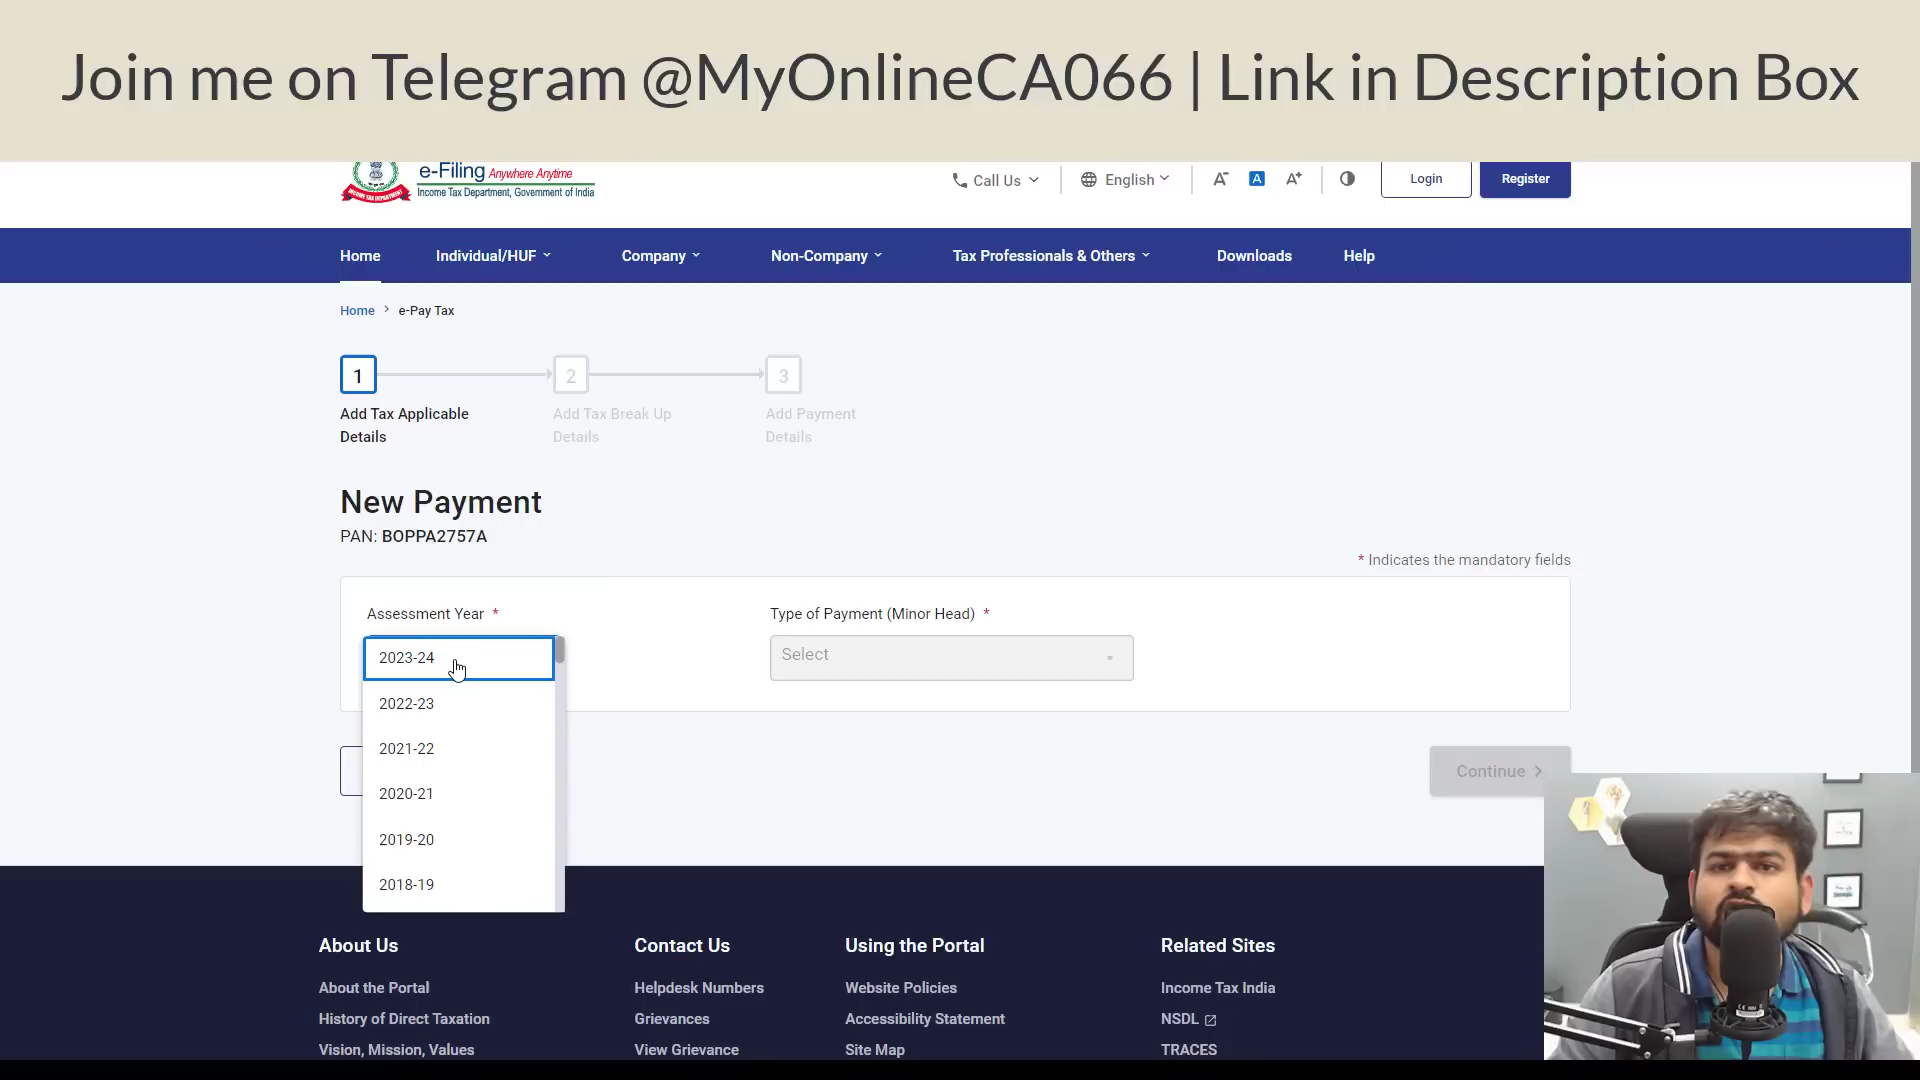 Join me on Telegram @MyOnlineCA066 | Link in Description Box
e-Filing Anywhere Anytime
Income Tax Department, Government of India
Call Us
English
A-
A
A+
Login
Register
Home
Individual/HUF
Company
Non-Company
Tax Professionals & Others
Downloads
Help
Home > e-Pay Tax
1
2
3
Add Tax Applicable
Details
Add Tax Break Up
Details
Add Payment
Details
New Payment
PAN: BOPPA2757A
* Indicates the mandatory fields
Assessment Year *
Type of Payment (Minor Head) *
Select
2023-24
2022-23
2021-22
2020-21
2019-20
2018-19
Continue >
About Us
About the Portal
History of Direct Taxation
Vision, Mission, Values
Contact Us
Helpdesk Numbers
Grievances
View Grievance
Using the Portal
Website Policies
Accessibility Statement
Site Map
Related Sites
Income Tax India
NSDL
TRACES